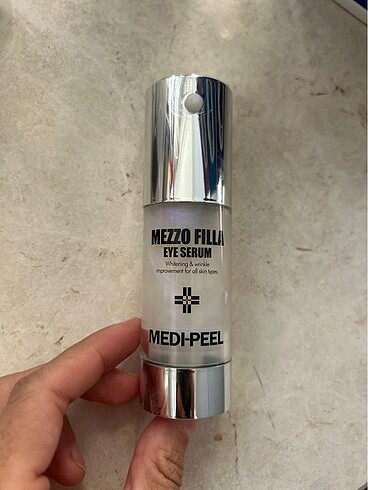 MEZZO FILLA
EYE SERUM
Whitening & wrinkle
improvement for all skin types.
MEDI-PEEL